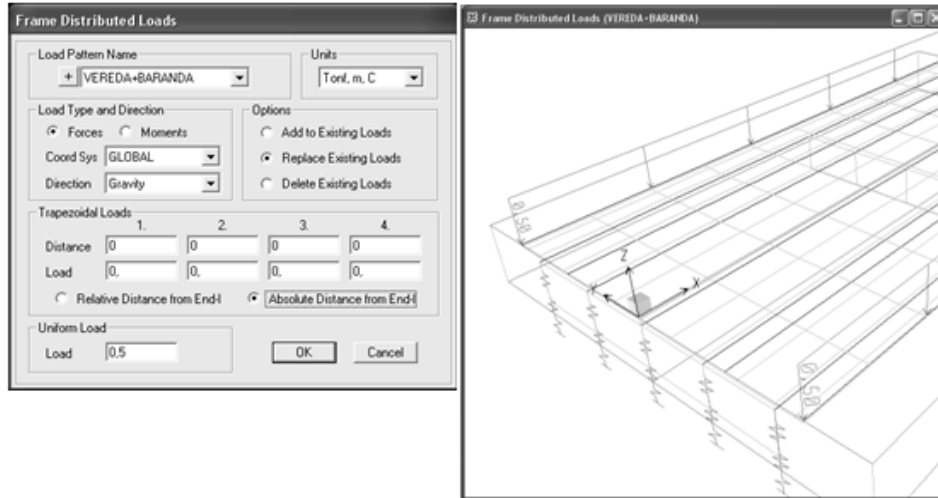 Frame Distributed Loads
Load Pattern Name
+ VEREDA+BARANDA
Units
Tonf, m, C
Load Type and Direction
Forces Moments
Coord Sys GLOBAL
Direction Gravity
Options
Add to Existing Loads
Replace Existing Loads
Delete Existing Loads
Trapezoidal Loads
1. 2. 3. 4.
Distance 0 0 0 0
Load 0, 0, 0, 0,
Relative Distance from End-I Absolute Distance from End-I
Uniform Load
Load 0,5
OK Cancel
Frame Distributed Loads (VEREDA+BARANDA)
0,50
Z
Y X
0,50